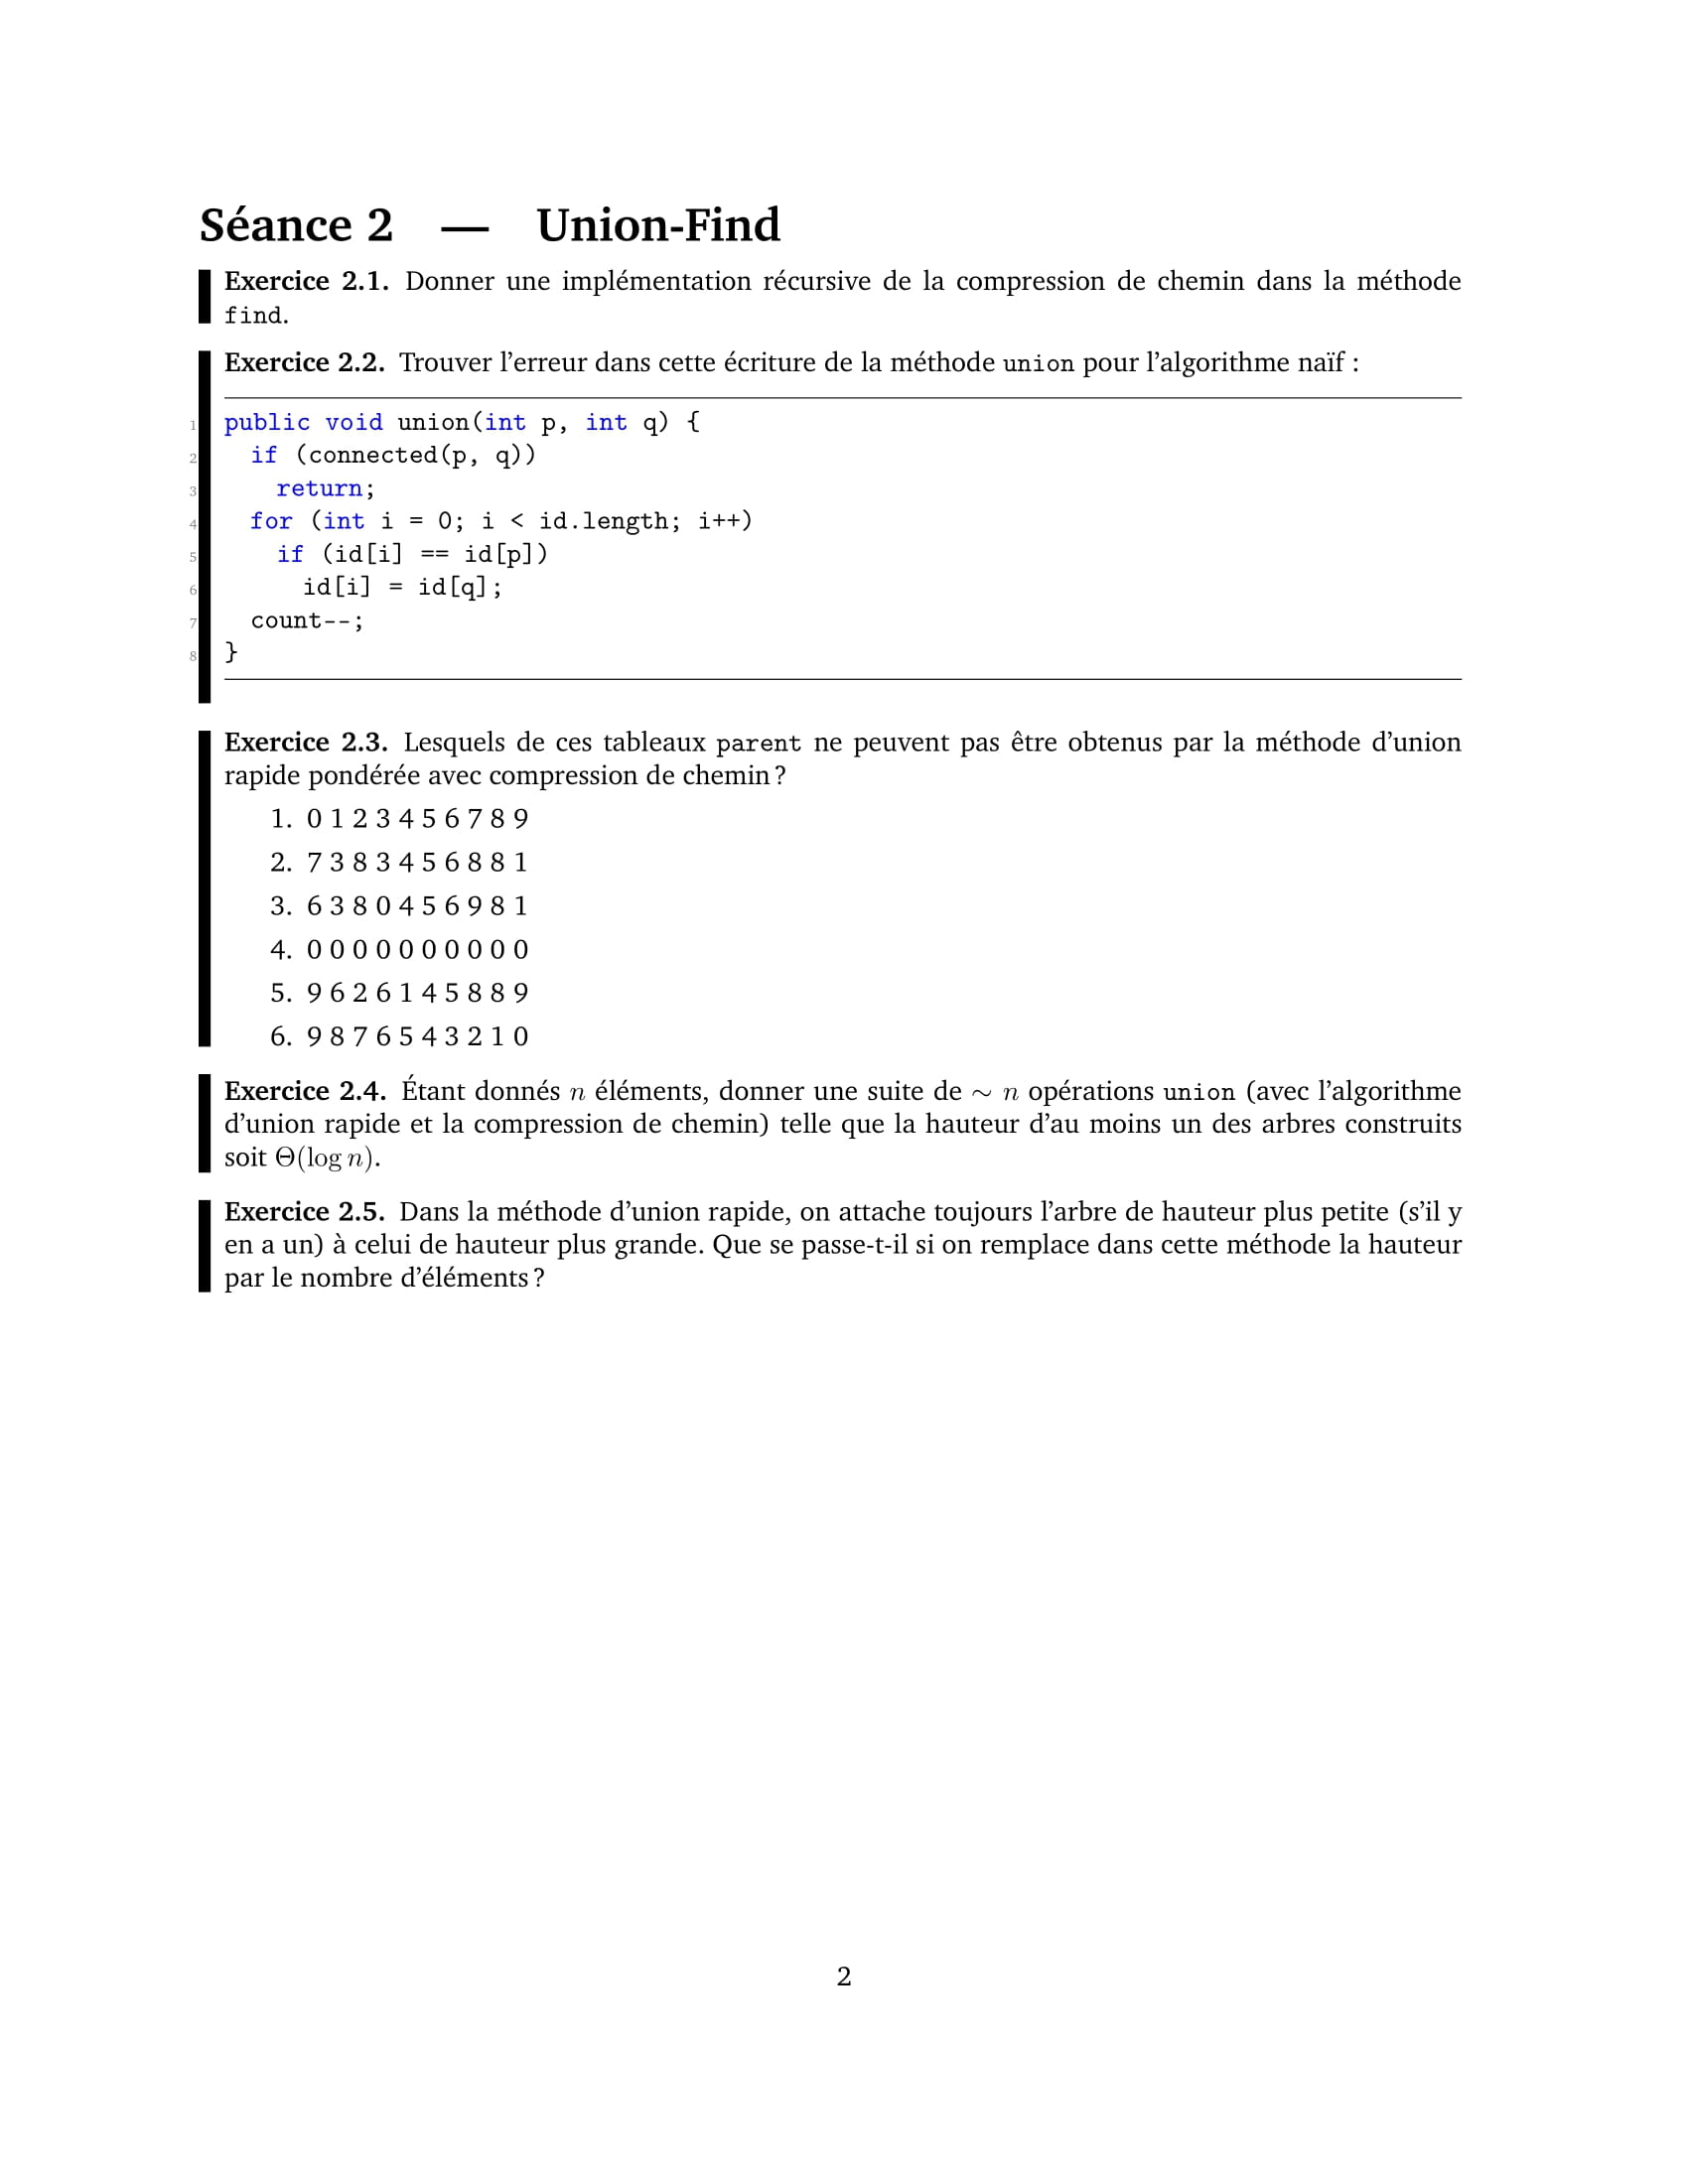 Séance 2 — Union-Find
Exercice 2.1. Donner une implémentation récursive de la compression de chemin dans la méthode
find.
Exercice 2.2. Trouver l'erreur dans cette écriture de la méthode union pour l'algorithme naïf :
1 public void union(int p, int q) {
2 if (connected(p, q))
3 return;
4 for (int i = 0; i < id.length; i++)
5 if (id[i] == id[p])
6 id[i] = id[q];
7 count--;
8 }
Exercice 2.3. Lesquels de ces tableaux parent ne peuvent pas être obtenus par la méthode d'union
rapide pondérée avec compression de chemin ?
1. 0 1 2 3 4 5 6 7 8 9
2. 7 3 8 3 4 5 6 8 8 1
3. 6 3 8 0 4 5 6 9 8 1
4. 0 0 0 0 0 0 0 0 0 0
5. 9 6 2 6 1 4 5 8 8 9
6. 9 8 7 6 5 4 3 2 1 0
Exercice 2.4. Étant donnés n éléments, donner une suite de ∼ n opérations union (avec l'algorithme
d'union rapide et la compression de chemin) telle que la hauteur d'au moins un des arbres construits
soit Θ(log n).
Exercice 2.5. Dans la méthode d'union rapide, on attache toujours l'arbre de hauteur plus petite (s'il y
en a un) à celui de hauteur plus grande. Que se passe-t-il si on remplace dans cette méthode la hauteur
par le nombre d'éléments ?
2